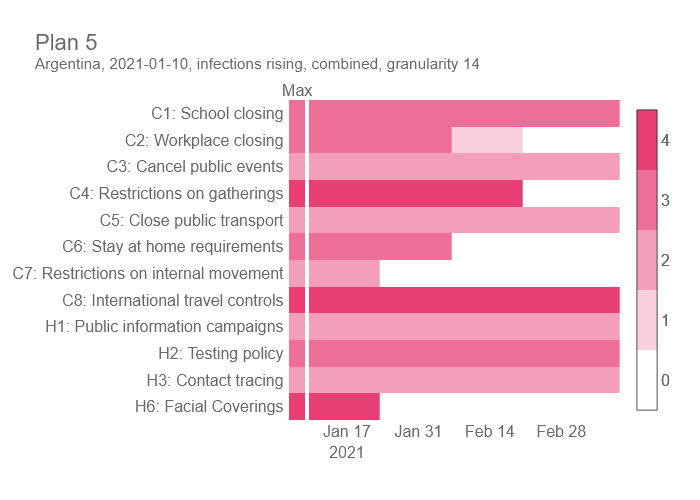 Plan 5
Argentina, 2021-01-10, infections rising, combined, granularity 14
Max
C1: School closing
C2: Workplace closing
C3: Cancel public events
C4: Restrictions on gatherings
C5: Close public transport
C6: Stay at home requirements
C7: Restrictions on internal movement
C8: International travel controls
H1: Public information campaigns
H2: Testing policy
H3: Contact tracing
H6: Facial Coverings
4
3
2
1
0
Jan 17 Jan 31 Feb 14 Feb 28
2021